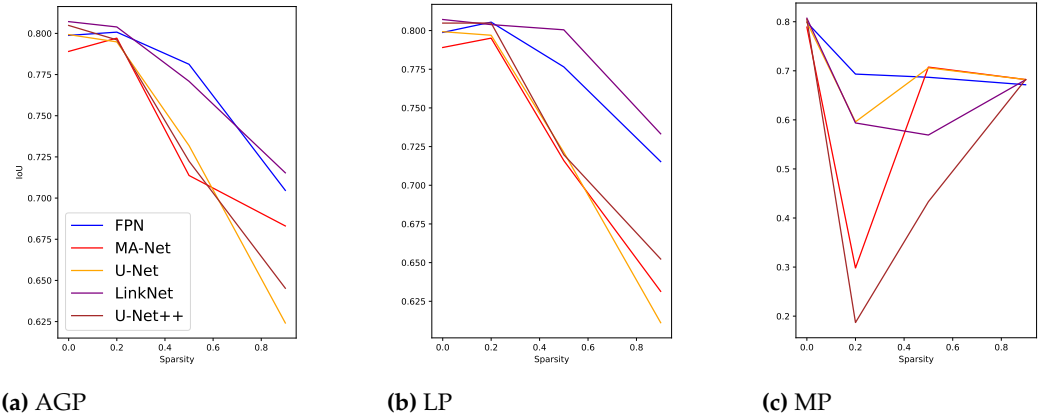 0.800
0.775
0.750
0.725
0.700
0.675
0.650
0.625
IoU
FPN
MA-Net
U-Net
LinkNet
U-Net++
0.0 0.2 0.4 0.6 0.8
Sparsity
(a) AGP
0.800
0.775
0.750
0.725
0.700
0.675
0.650
0.625
0.0 0.2 0.4 0.6 0.8
Sparsity
(b) LP
0.8
0.7
0.6
0.5
0.4
0.3
0.2
0.0 0.2 0.4 0.6 0.8
Sparsity
(c) MP